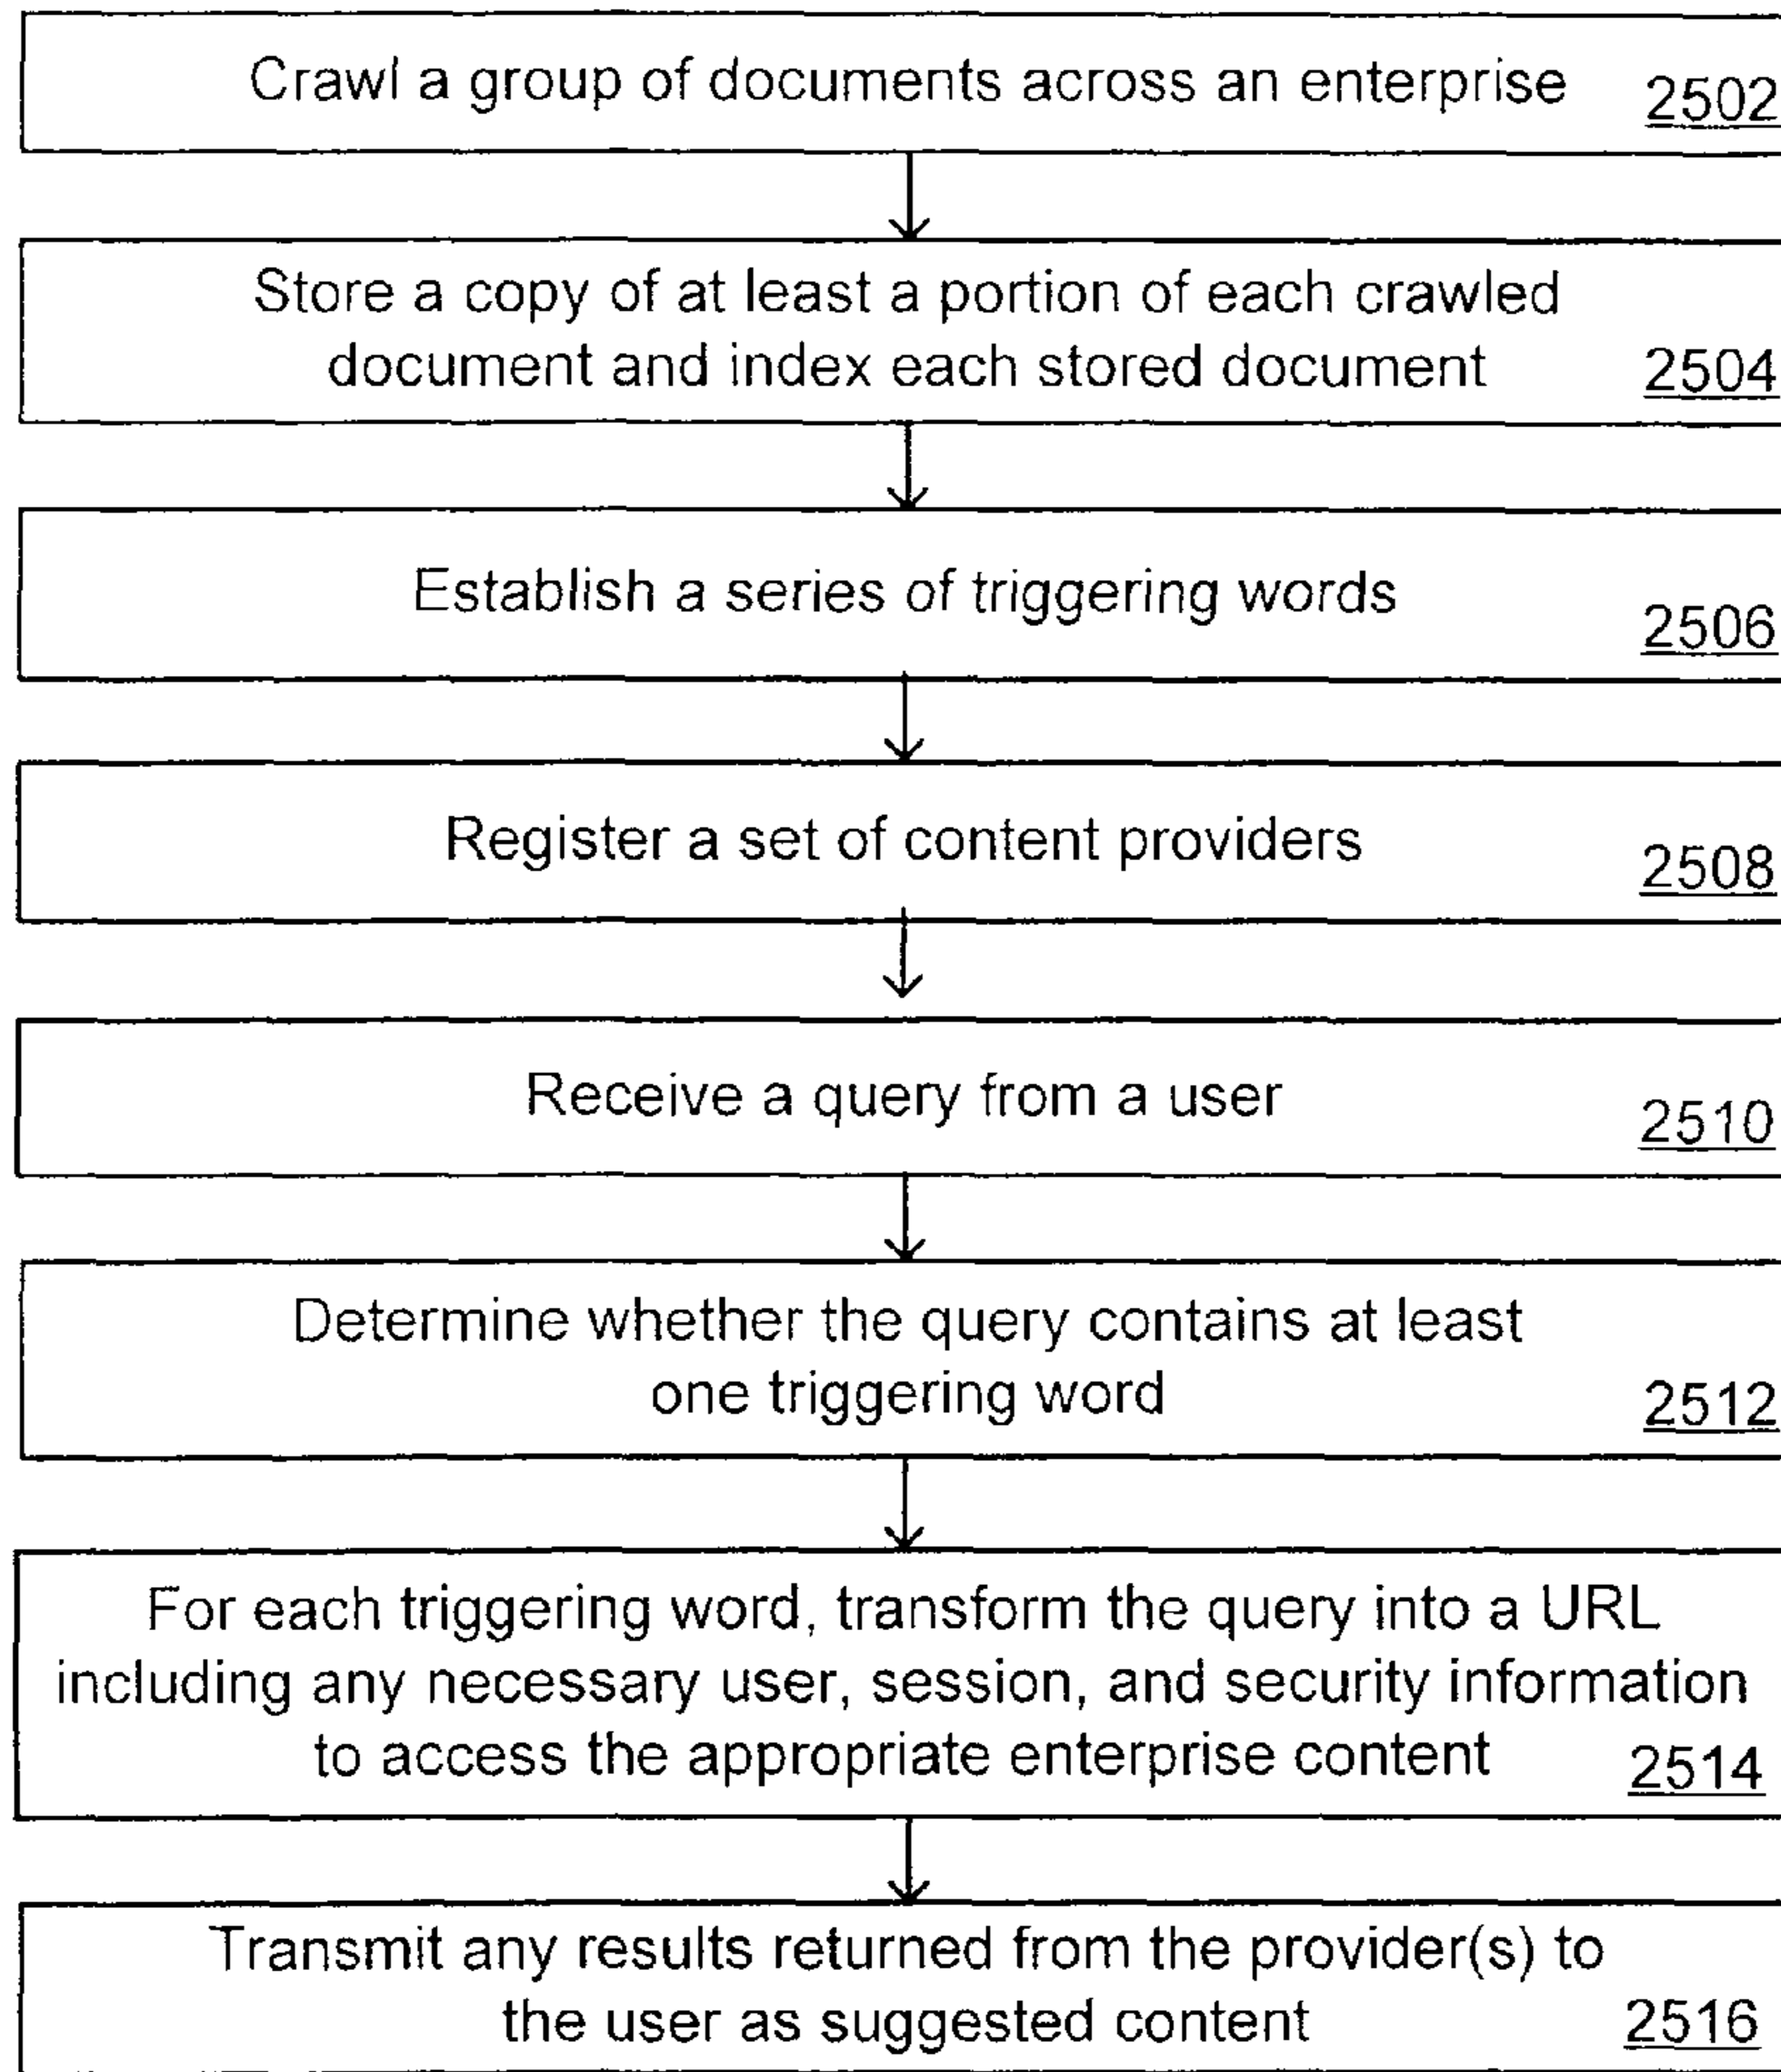 Crawl a group of documents across an enterprise 2502
Store a copy of at least a portion of each crawled
document and index each stored document 2504
Establish a series of triggering words
2506
Register a set of content providers
2508
Receive a query from a user
2510
Determine whether the query contains at least
one triggering word 2512
For each triggering word, transform the query into a URL
including any necessary user, session, and security information
to access the appropriate enterprise content 2514
Transmit any results returned from the provider(s) to
the user as suggested content 2516